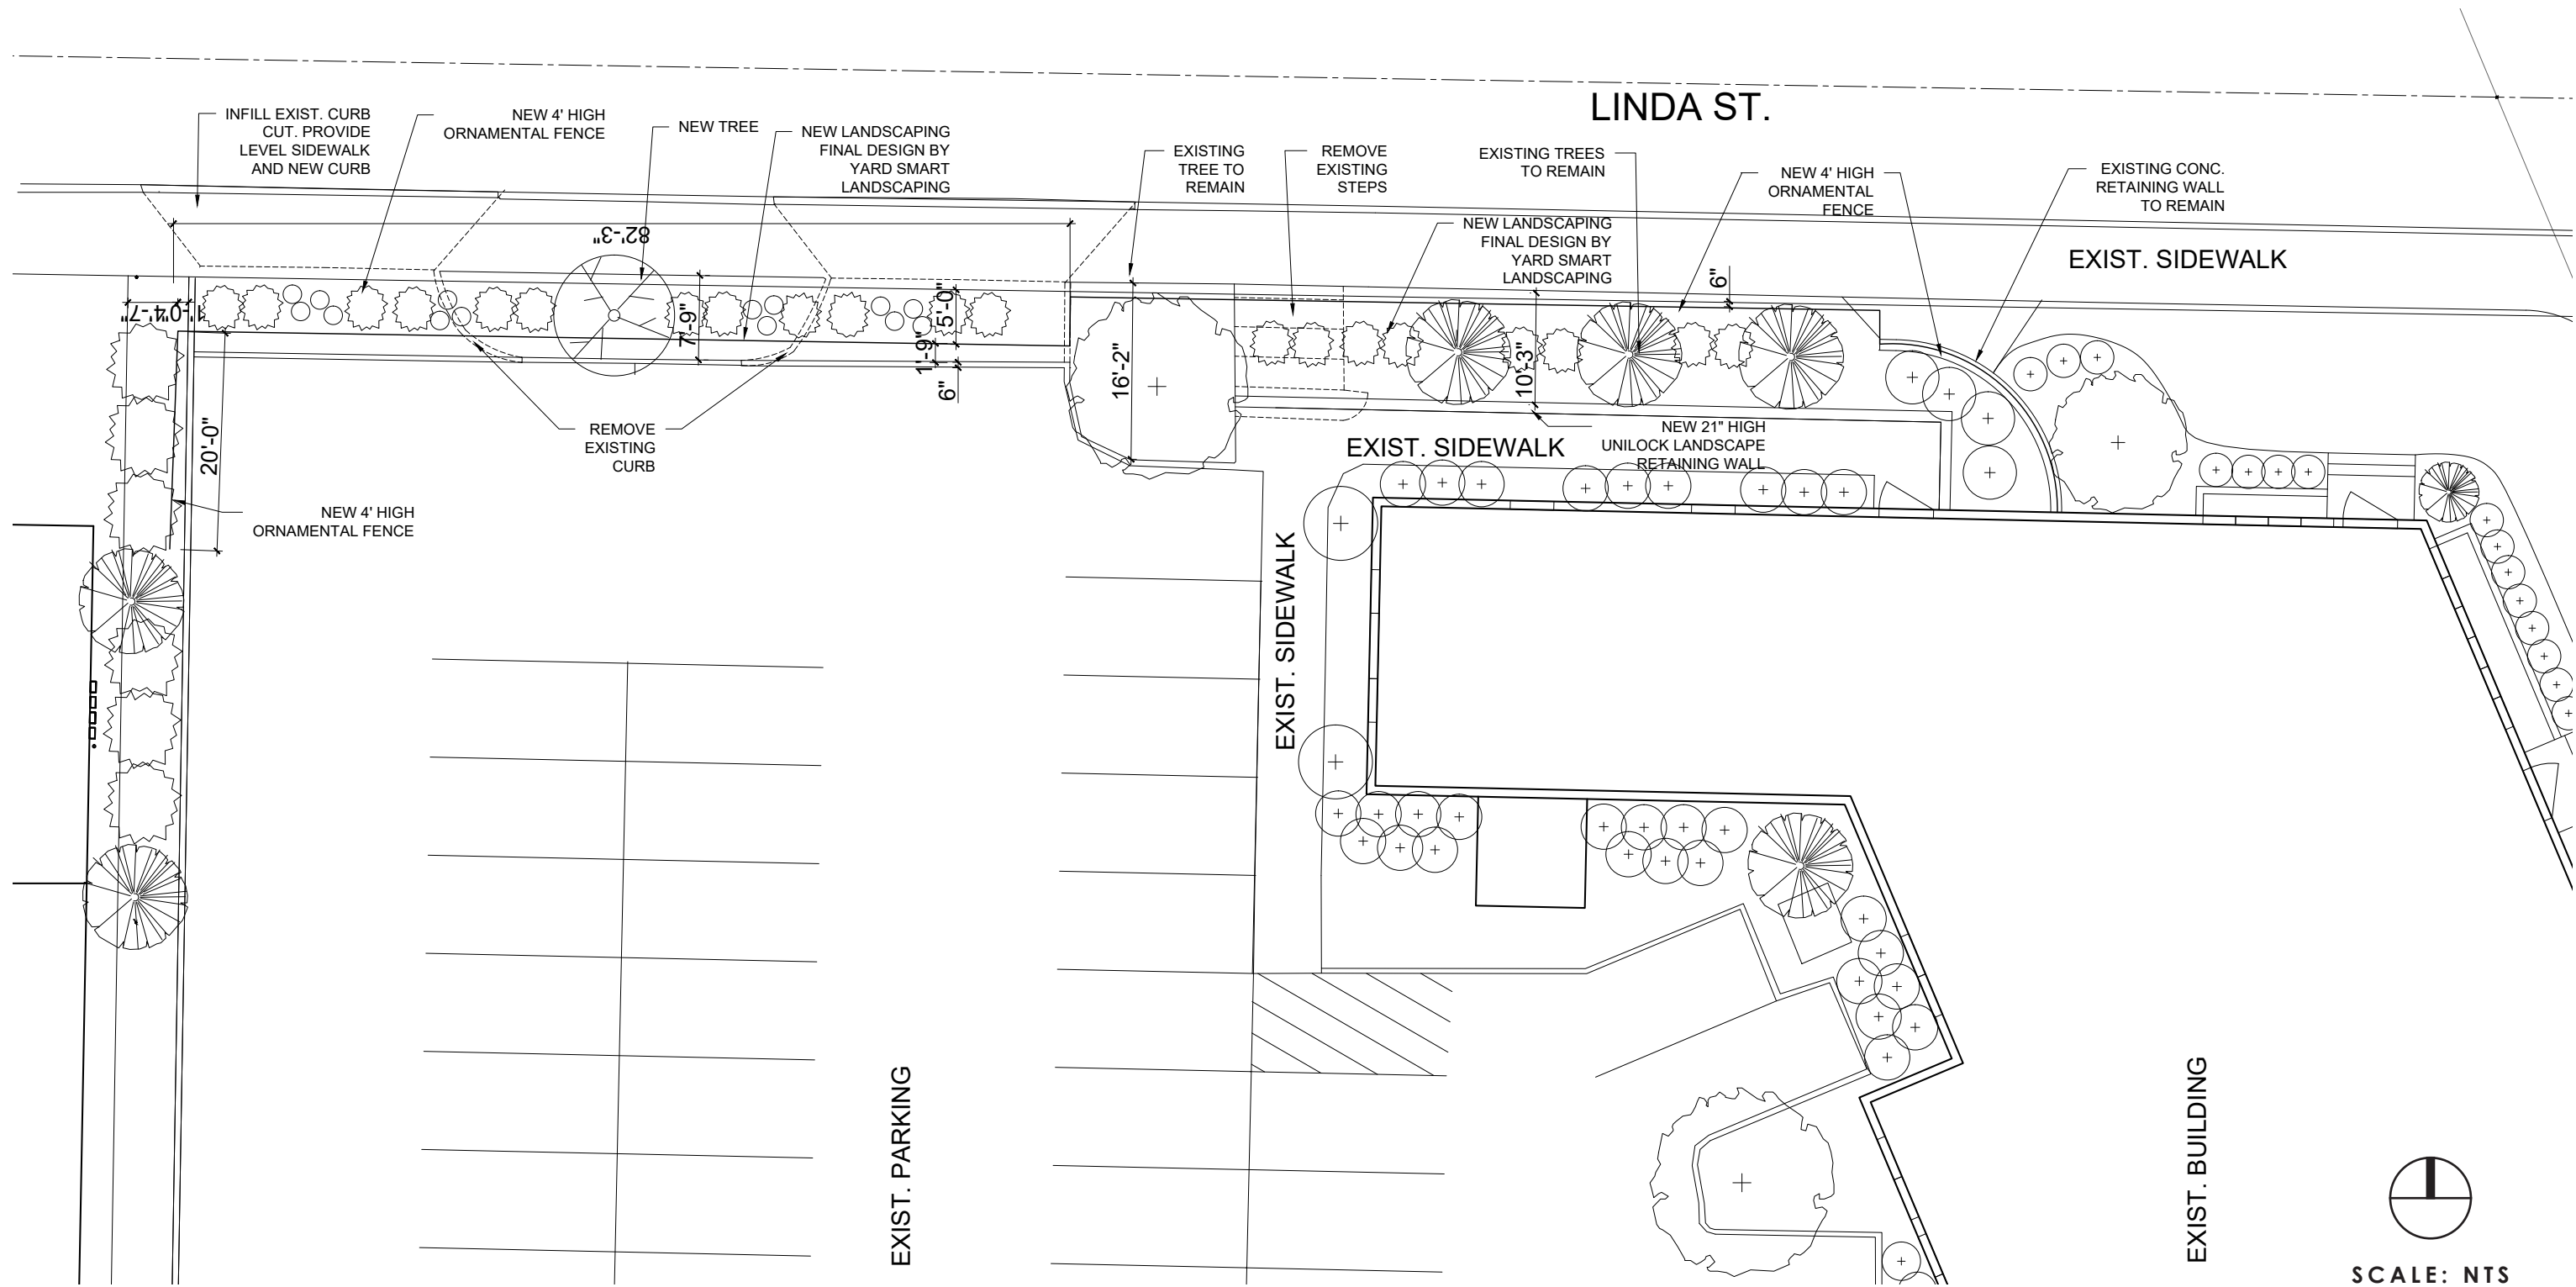 LINDA ST.
INFILL EXIST. CURB
CUT. PROVIDE
LEVEL SIDEWALK
AND NEW CURB
NEW 4' HIGH
ORNAMENTAL FENCE
NEW TREE
NEW LANDSCAPING
FINAL DESIGN BY
YARD SMART
LANDSCAPING
EXISTING
TREE TO
REMAIN
REMOVE
EXISTING
STEPS
EXISTING TREES
TO REMAIN
NEW LANDSCAPING
FINAL DESIGN BY
YARD SMART
LANDSCAPING
NEW 4' HIGH
ORNAMENTAL
FENCE
EXISTING CONC.
RETAINING WALL
TO REMAIN
EXIST. SIDEWALK
82'-3"
6"
1'-0"
4'-7"
7'-9"
5'-0"
1'-9"
6"
16'-2"
10'-3"
20'-0"
REMOVE
EXISTING
CURB
EXIST. SIDEWALK
NEW 21" HIGH
UNILOCK LANDSCAPE
RETAINING WALL
NEW 4' HIGH
ORNAMENTAL FENCE
EXIST. SIDEWALK
EXIST. PARKING
EXIST. BUILDING
SCALE: NTS